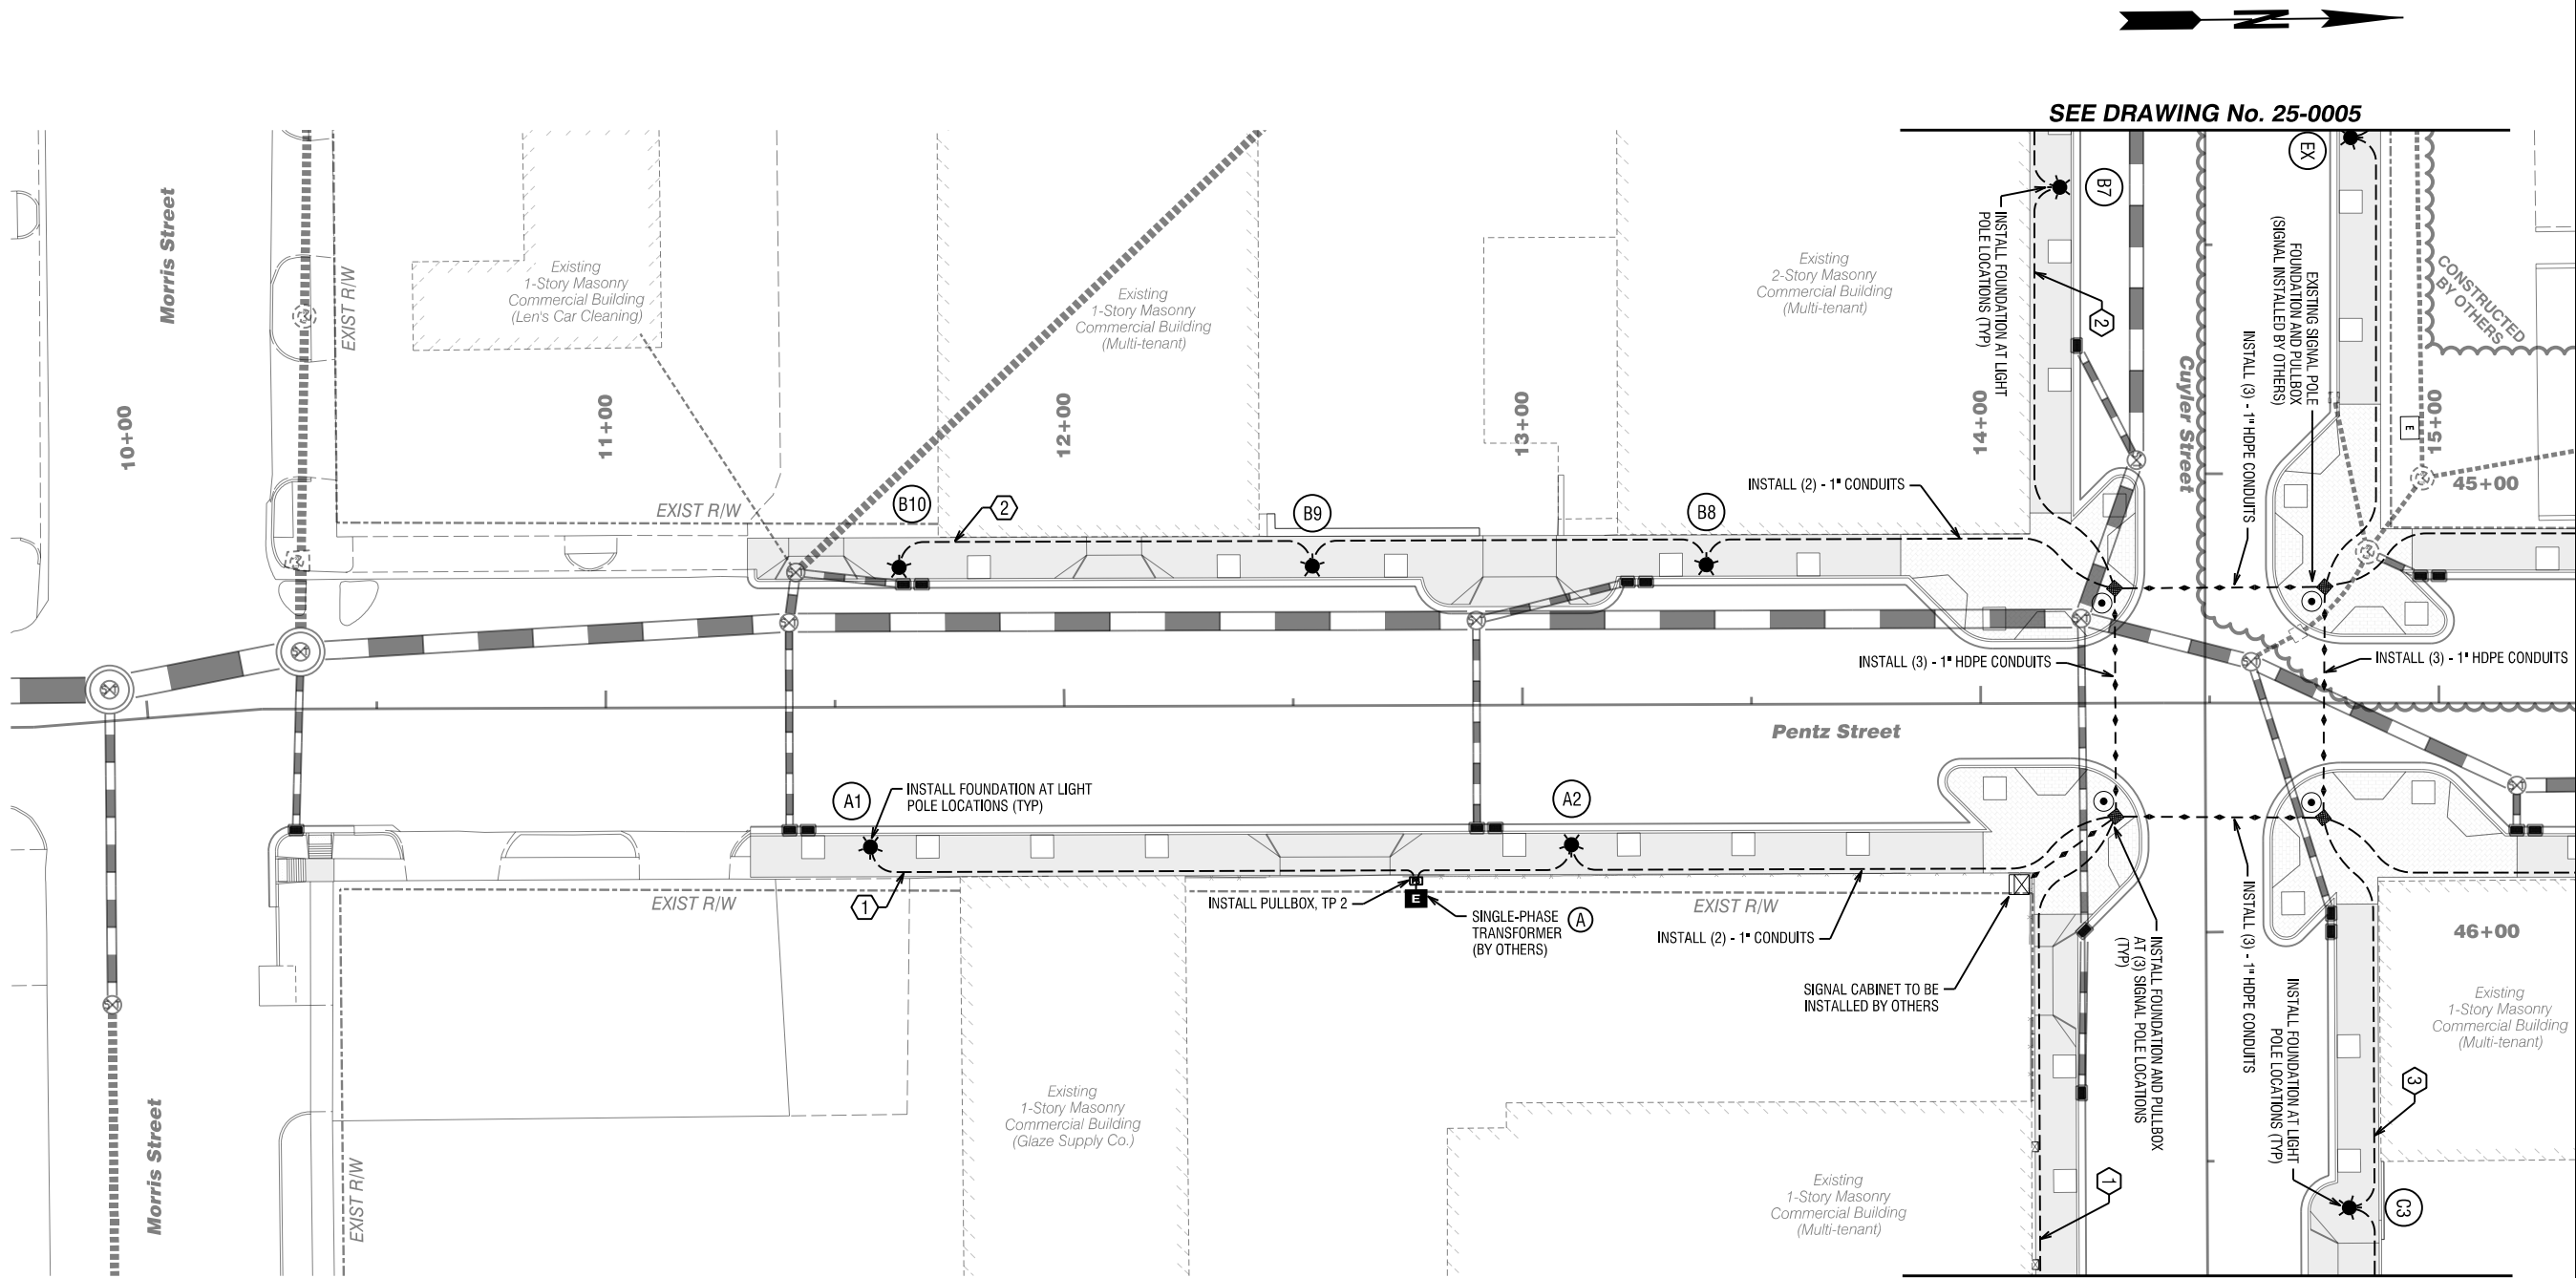 N
SEE DRAWING No. 25-0005
Morris Street
EXIST R/W
10+00
11+00
12+00
13+00
14+00
15+00
Existing
1-Story Masonry
Commercial Building
(Len's Car Cleaning)
Existing
1-Story Masonry
Commercial Building
(Multi-tenant)
Existing
2-Story Masonry
Commercial Building
(Multi-tenant)
INSTALL FOUNDATION AT LIGHT
POLE LOCATIONS (TYP)
B7
2
EX
EXISTING SIGNAL POLE
FOUNDATION AND PULLBOX
(SIGNAL INSTALLED BY OTHERS)
CONSTRUCTED
BY OTHERS
Cuyler Street
INSTALL (3) - 1" HDPE CONDUITS
E
45+00
EXIST R/W
B10
2
B9
B8
INSTALL (2) - 1" CONDUITS
INSTALL (3) - 1" HDPE CONDUITS
INSTALL (3) - 1" HDPE CONDUITS
Pentz Street
A1
INSTALL FOUNDATION AT LIGHT
POLE LOCATIONS (TYP)
A2
1
EXIST R/W
INSTALL PULLBOX, TP 2
E
SINGLE-PHASE
TRANSFORMER
(BY OTHERS)
A
EXIST R/W
INSTALL (2) - 1" CONDUITS
SIGNAL CABINET TO BE
INSTALLED BY OTHERS
INSTALL FOUNDATION AND PULLBOX
AT (3) SIGNAL POLE LOCATIONS
(TYP)
INSTALL (3) - 1" HDPE CONDUITS
INSTALL FOUNDATION AT LIGHT
POLE LOCATIONS (TYP)
46+00
Existing
1-Story Masonry
Commercial Building
(Multi-tenant)
3
C3
1
Morris Street
EXIST R/W
Existing
1-Story Masonry
Commercial Building
(Glaze Supply Co.)
Existing
1-Story Masonry
Commercial Building
(Multi-tenant)